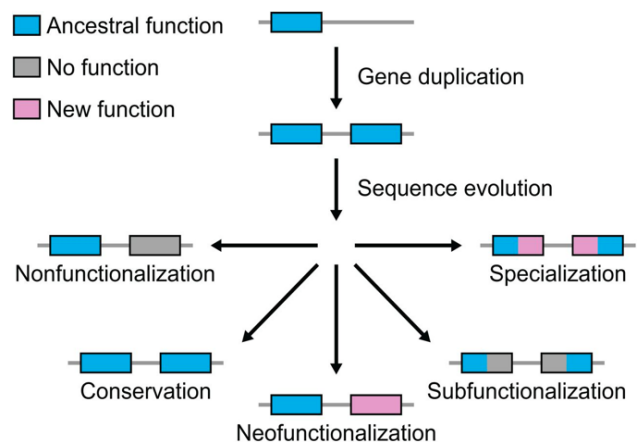 Ancestral function
No function
New function
Gene duplication
Sequence evolution
Nonfunctionalization
Specialization
Conservation
Subfunctionalization
Neofunctionalization